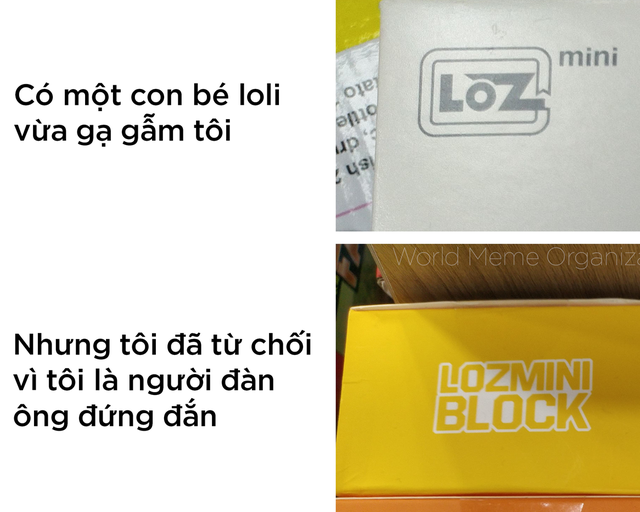 Có một con bé loli
vừa gạ gẫm tôi
LOZ mini
World Meme Organiza
Nhưng tôi đã từ chối
vì tôi là người đàn
ông đứng đắn
LOZMINI
BLOCK